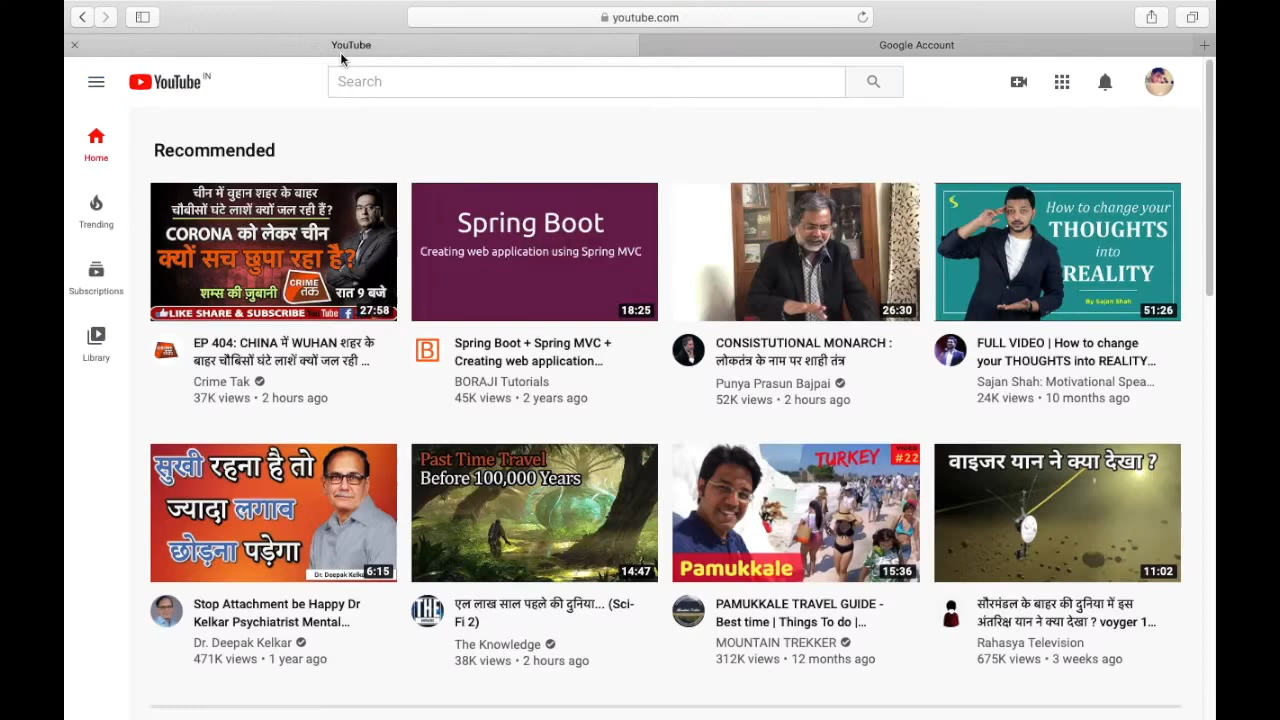 youtube.com
YouTube
Google Account
YouTube IN
Search
Home
Trending
Subscriptions
Library
Recommended
चीन में वुहान शहर के बाहर
चौबीसों घंटे लाशें क्यों जल रही हैं?
CORONA को लेकर चीन
क्यों सच छुपा रहा है?
शम्स की ज़ुबानी
CRIME तक
रात 9 बजे
LIKE SHARE & SUBSCRIBE YouTube
27:58
Spring Boot
Creating web application using Spring MVC
18:25
26:30
How to change your
THOUGHTS
into
REALITY
By Sajan Shah
51:26
EP 404: CHINA में WUHAN शहर के
बाहर चौबिसों घंटे लाशें क्यों जल रही ...
Crime Tak
37K views • 2 hours ago
B
Spring Boot + Spring MVC +
Creating web application...
BORAJI Tutorials
45K views • 2 years ago
CONSISTUTIONAL MONARCH :
लोकतंत्र के नाम पर शाही तंत्र
Punya Prasun Bajpai
52K views • 2 hours ago
FULL VIDEO | How to change
your THOUGHTS into REALITY...
Sajan Shah: Motivational Spea...
24K views • 10 months ago
सुखी रहना है तो
ज्यादा लगाव
छोड़ना पड़ेगा
Dr. Deepak Kelkar
6:15
Past Time Travel
Before 100,000 Years
14:47
TURKEY
#22
Pamukkale
15:36
वाइजर यान ने क्या देखा ?
11:02
Stop Attachment be Happy Dr
Kelkar Psychiatrist Mental...
Dr. Deepak Kelkar
471K views • 1 year ago
THE
एल लाख साल पहले की दुनिया... (Sci-
Fi 2)
The Knowledge
38K views • 2 hours ago
PAMUKKALE TRAVEL GUIDE -
Best time | Things To do |...
MOUNTAIN TREKKER
312K views • 12 months ago
सौरमंडल के बाहर की दुनिया में इस
अंतरिक्ष यान ने क्या देखा ? voyger 1...
Rahasya Television
675K views • 3 weeks ago